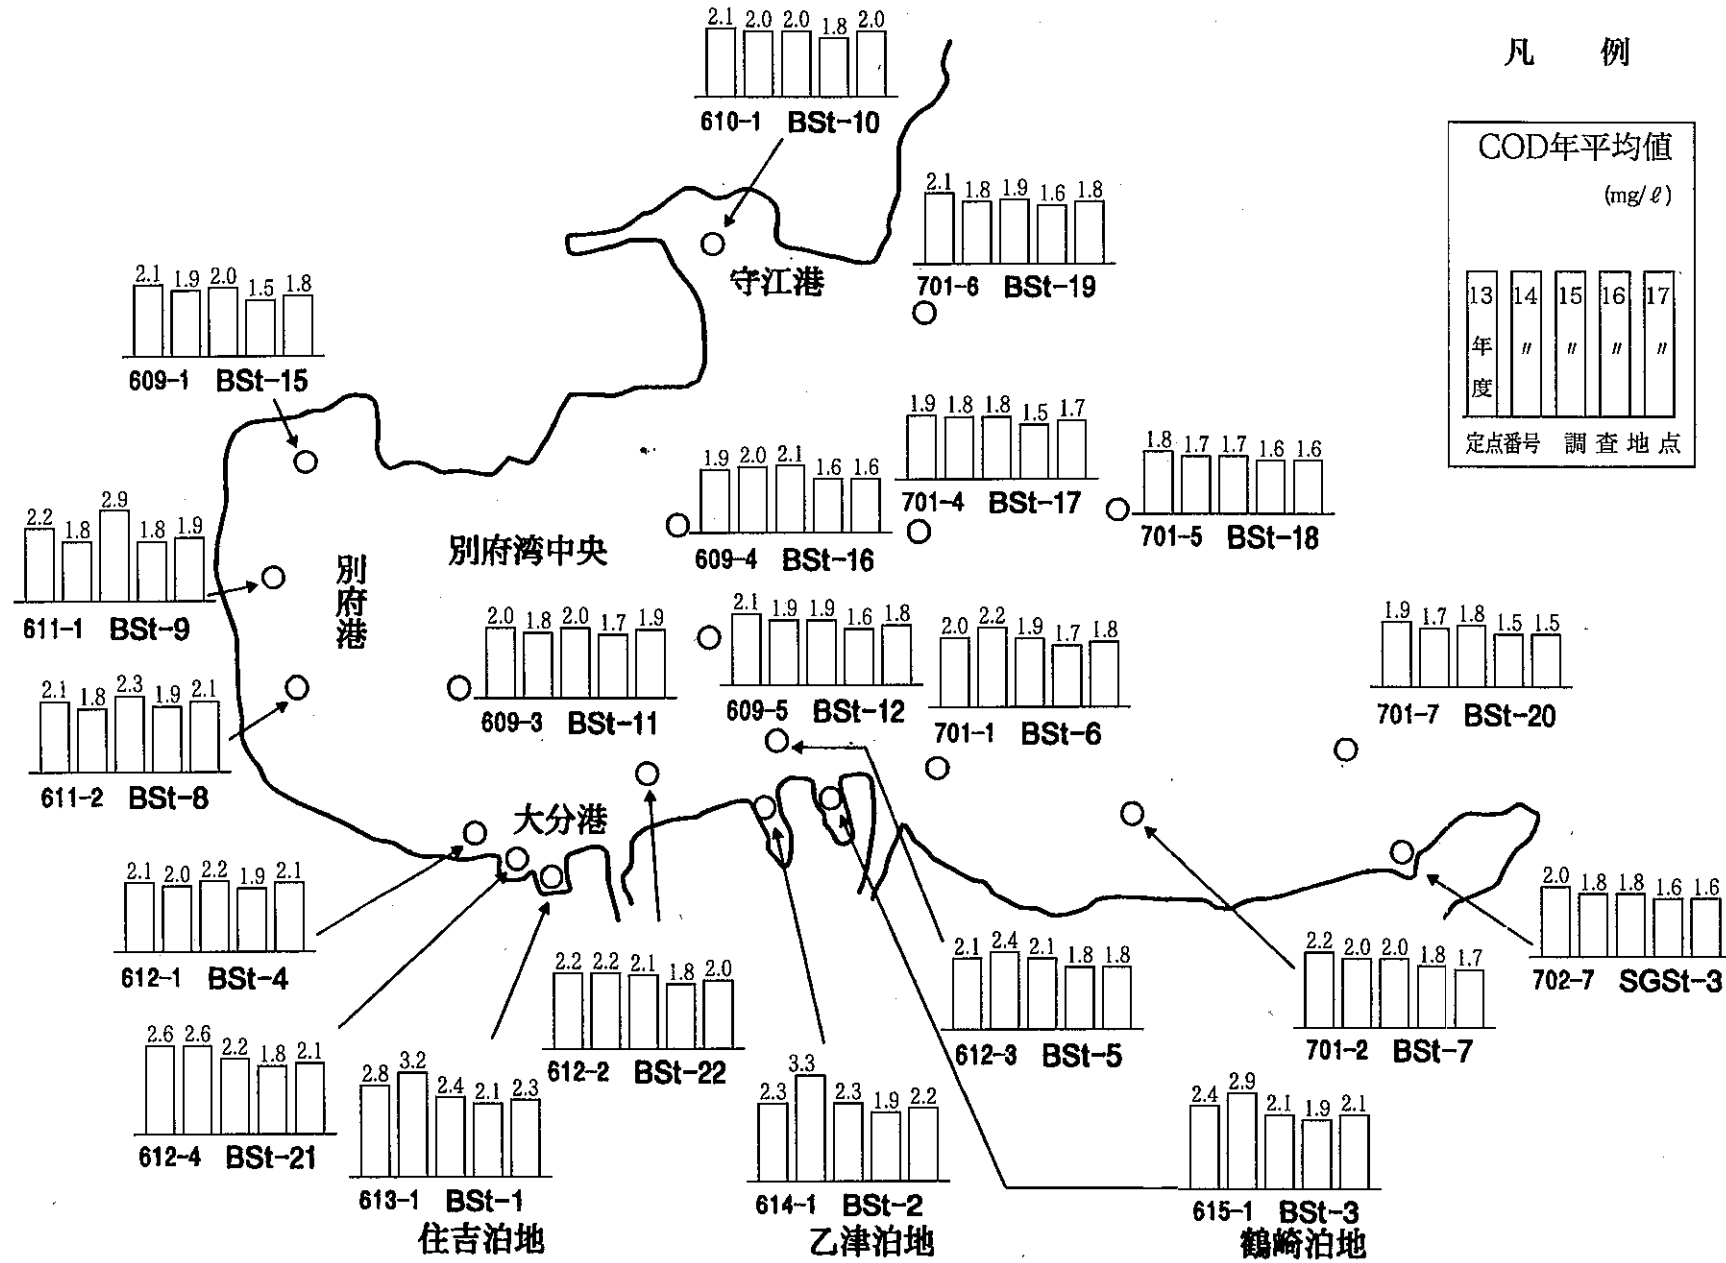 2.1 2.0 2.0 1.8 2.0
610-1 BSt-10
凡 例
COD年平均値
(mg/ℓ)
13年度 14〃 15〃 16〃 17〃
定点番号 調査地点
2.1 1.8 1.9 1.6 1.8
701-6 BSt-19
守江港
2.1 1.9 2.0 1.5 1.8
609-1 BSt-15
1.9 1.8 1.8 1.5 1.7
701-4 BSt-17
1.8 1.7 1.7 1.6 1.6
701-5 BSt-18
1.9 2.0 2.1 1.6 1.6
609-4 BSt-16
2.2 1.8 2.9 1.8 1.9
611-1 BSt-9
別府港
別府湾中央
2.0 1.8 2.0 1.7 1.9
609-3 BSt-11
2.1 1.9 1.9 1.6 1.8
609-5 BSt-12
2.0 2.2 1.9 1.7 1.8
701-1 BSt-6
1.9 1.7 1.8 1.5 1.5
701-7 BSt-20
2.1 1.8 2.3 1.9 2.1
611-2 BSt-8
大分港
2.1 2.0 2.2 1.9 2.1
612-1 BSt-4
2.2 2.2 2.1 1.8 2.0
612-2 BSt-22
2.1 2.4 2.1 1.8 1.8
612-3 BSt-5
2.2 2.0 2.0 1.8 1.7
701-2 BSt-7
2.0 1.8 1.8 1.6 1.6
702-7 SGSt-3
2.6 2.6 2.2 1.8 2.1
612-4 BSt-21
2.8 3.2 2.4 2.1 2.3
613-1 BSt-1
住吉泊地
2.3 3.3 2.3 1.9 2.2
614-1 BSt-2
乙津泊地
2.4 2.9 2.1 1.9 2.1
615-1 BSt-3
鶴崎泊地